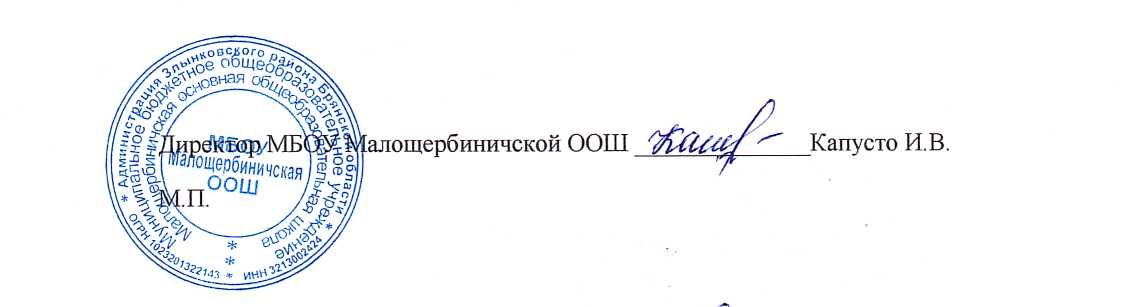 Директор МБОУ Малощербиничской ООШ ______________Капусто И.В.
М.П.
* Администрация Злынковского района Брянской области *
ОГРН 1023201322143 * ИНН 3213002424
Муниципальное бюджетное общеобразовательное учреждение
Малощербиничская основная общеобразовательная школа
МБОУ
Малощербиничская
ООШ